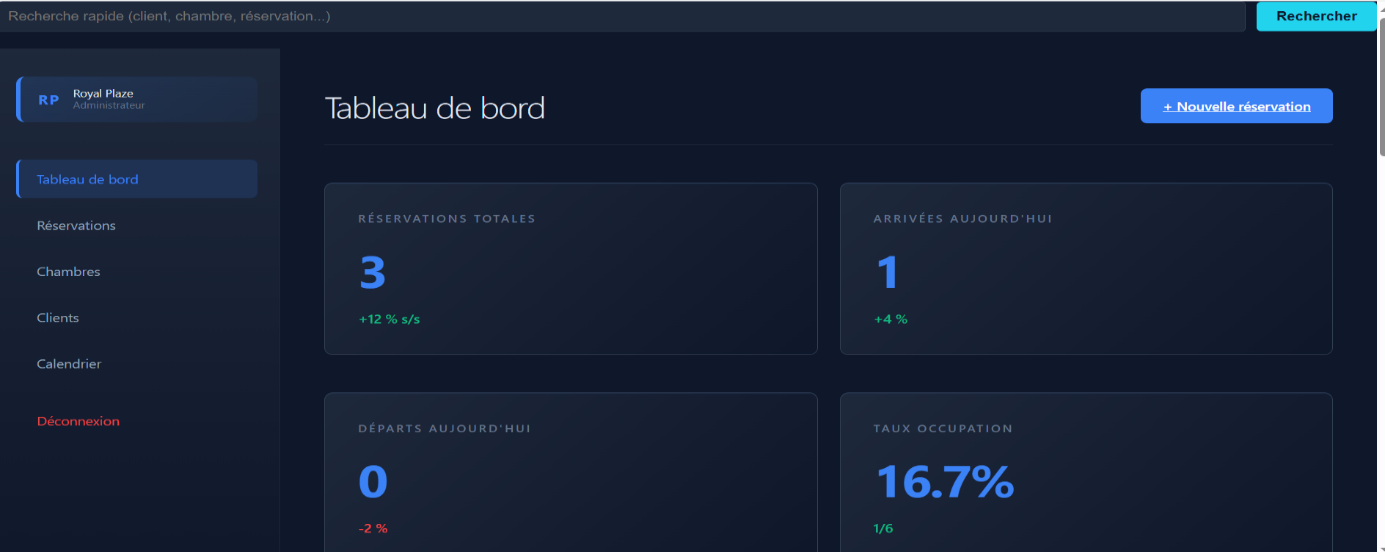 Recherche rapide (client, chambre, réservation...)
Rechercher
RP
Royal Plaze
Administrateur
Tableau de bord
Réservations
Chambres
Clients
Calendrier
Déconnexion
Tableau de bord
+ Nouvelle réservation
RÉSERVATIONS TOTALES
3
+12 % s/s
ARRIVÉES AUJOURD'HUI
1
+4 %
DÉPARTS AUJOURD'HUI
0
-2 %
TAUX OCCUPATION
16.7%
1/6